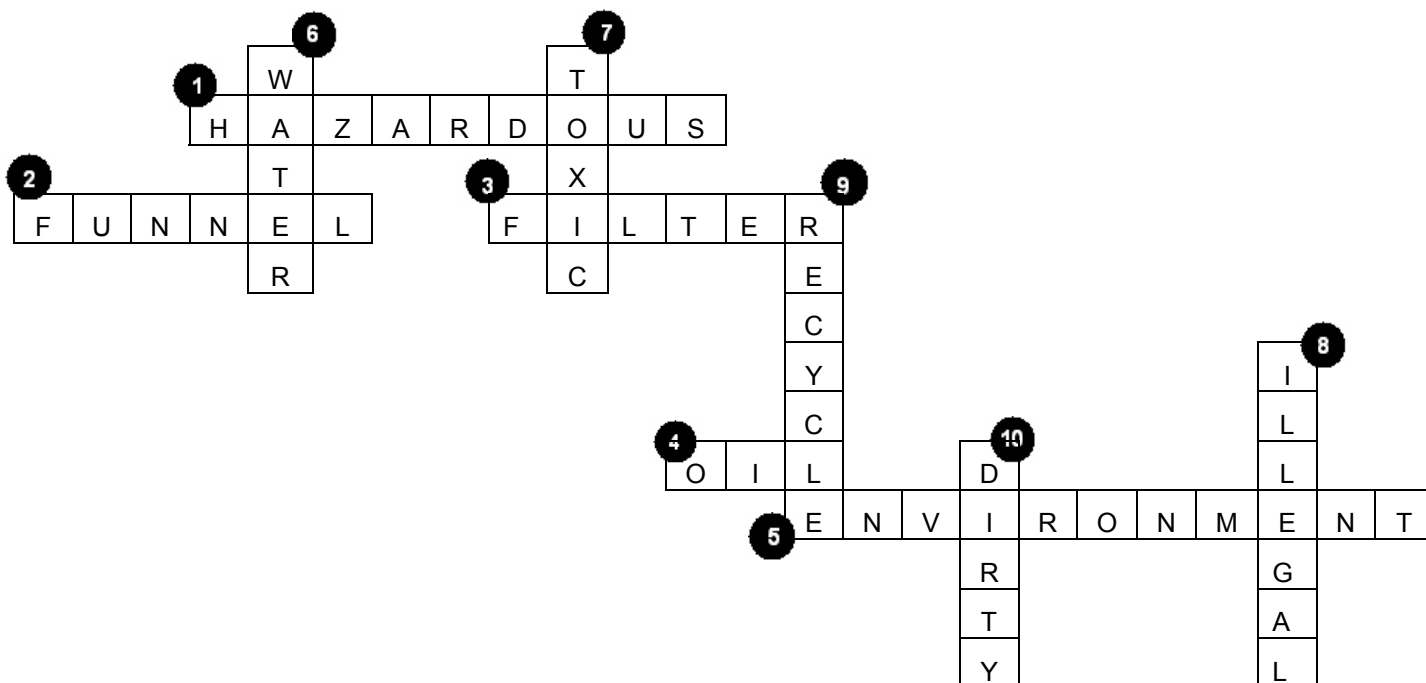 6 7
W T
1
H A Z A R D O U S
T X
2 3 9
F U N N E L F I L T E R
R C E
C
8
Y I
C L
4 10
O I L D L
E N V I R O N M E N T
5
R G
T A
Y L